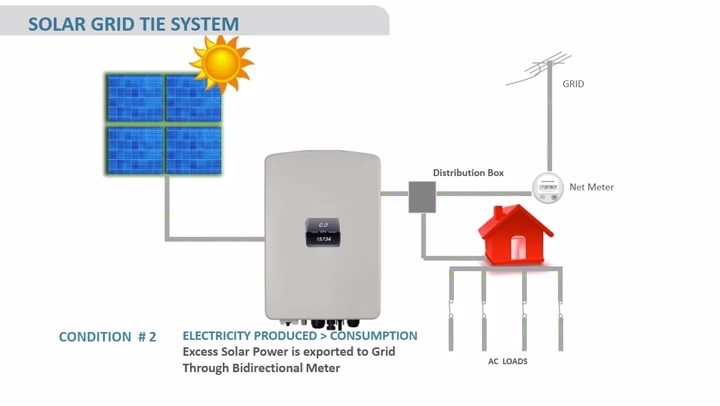 SOLAR GRID TIE SYSTEM
GRID
Distribution Box
Net Meter
0.0
15734
CONDITION # 2
ELECTRICITY PRODUCED > CONSUMPTION
Excess Solar Power is exported to Grid
Through Bidirectional Meter
AC LOADS